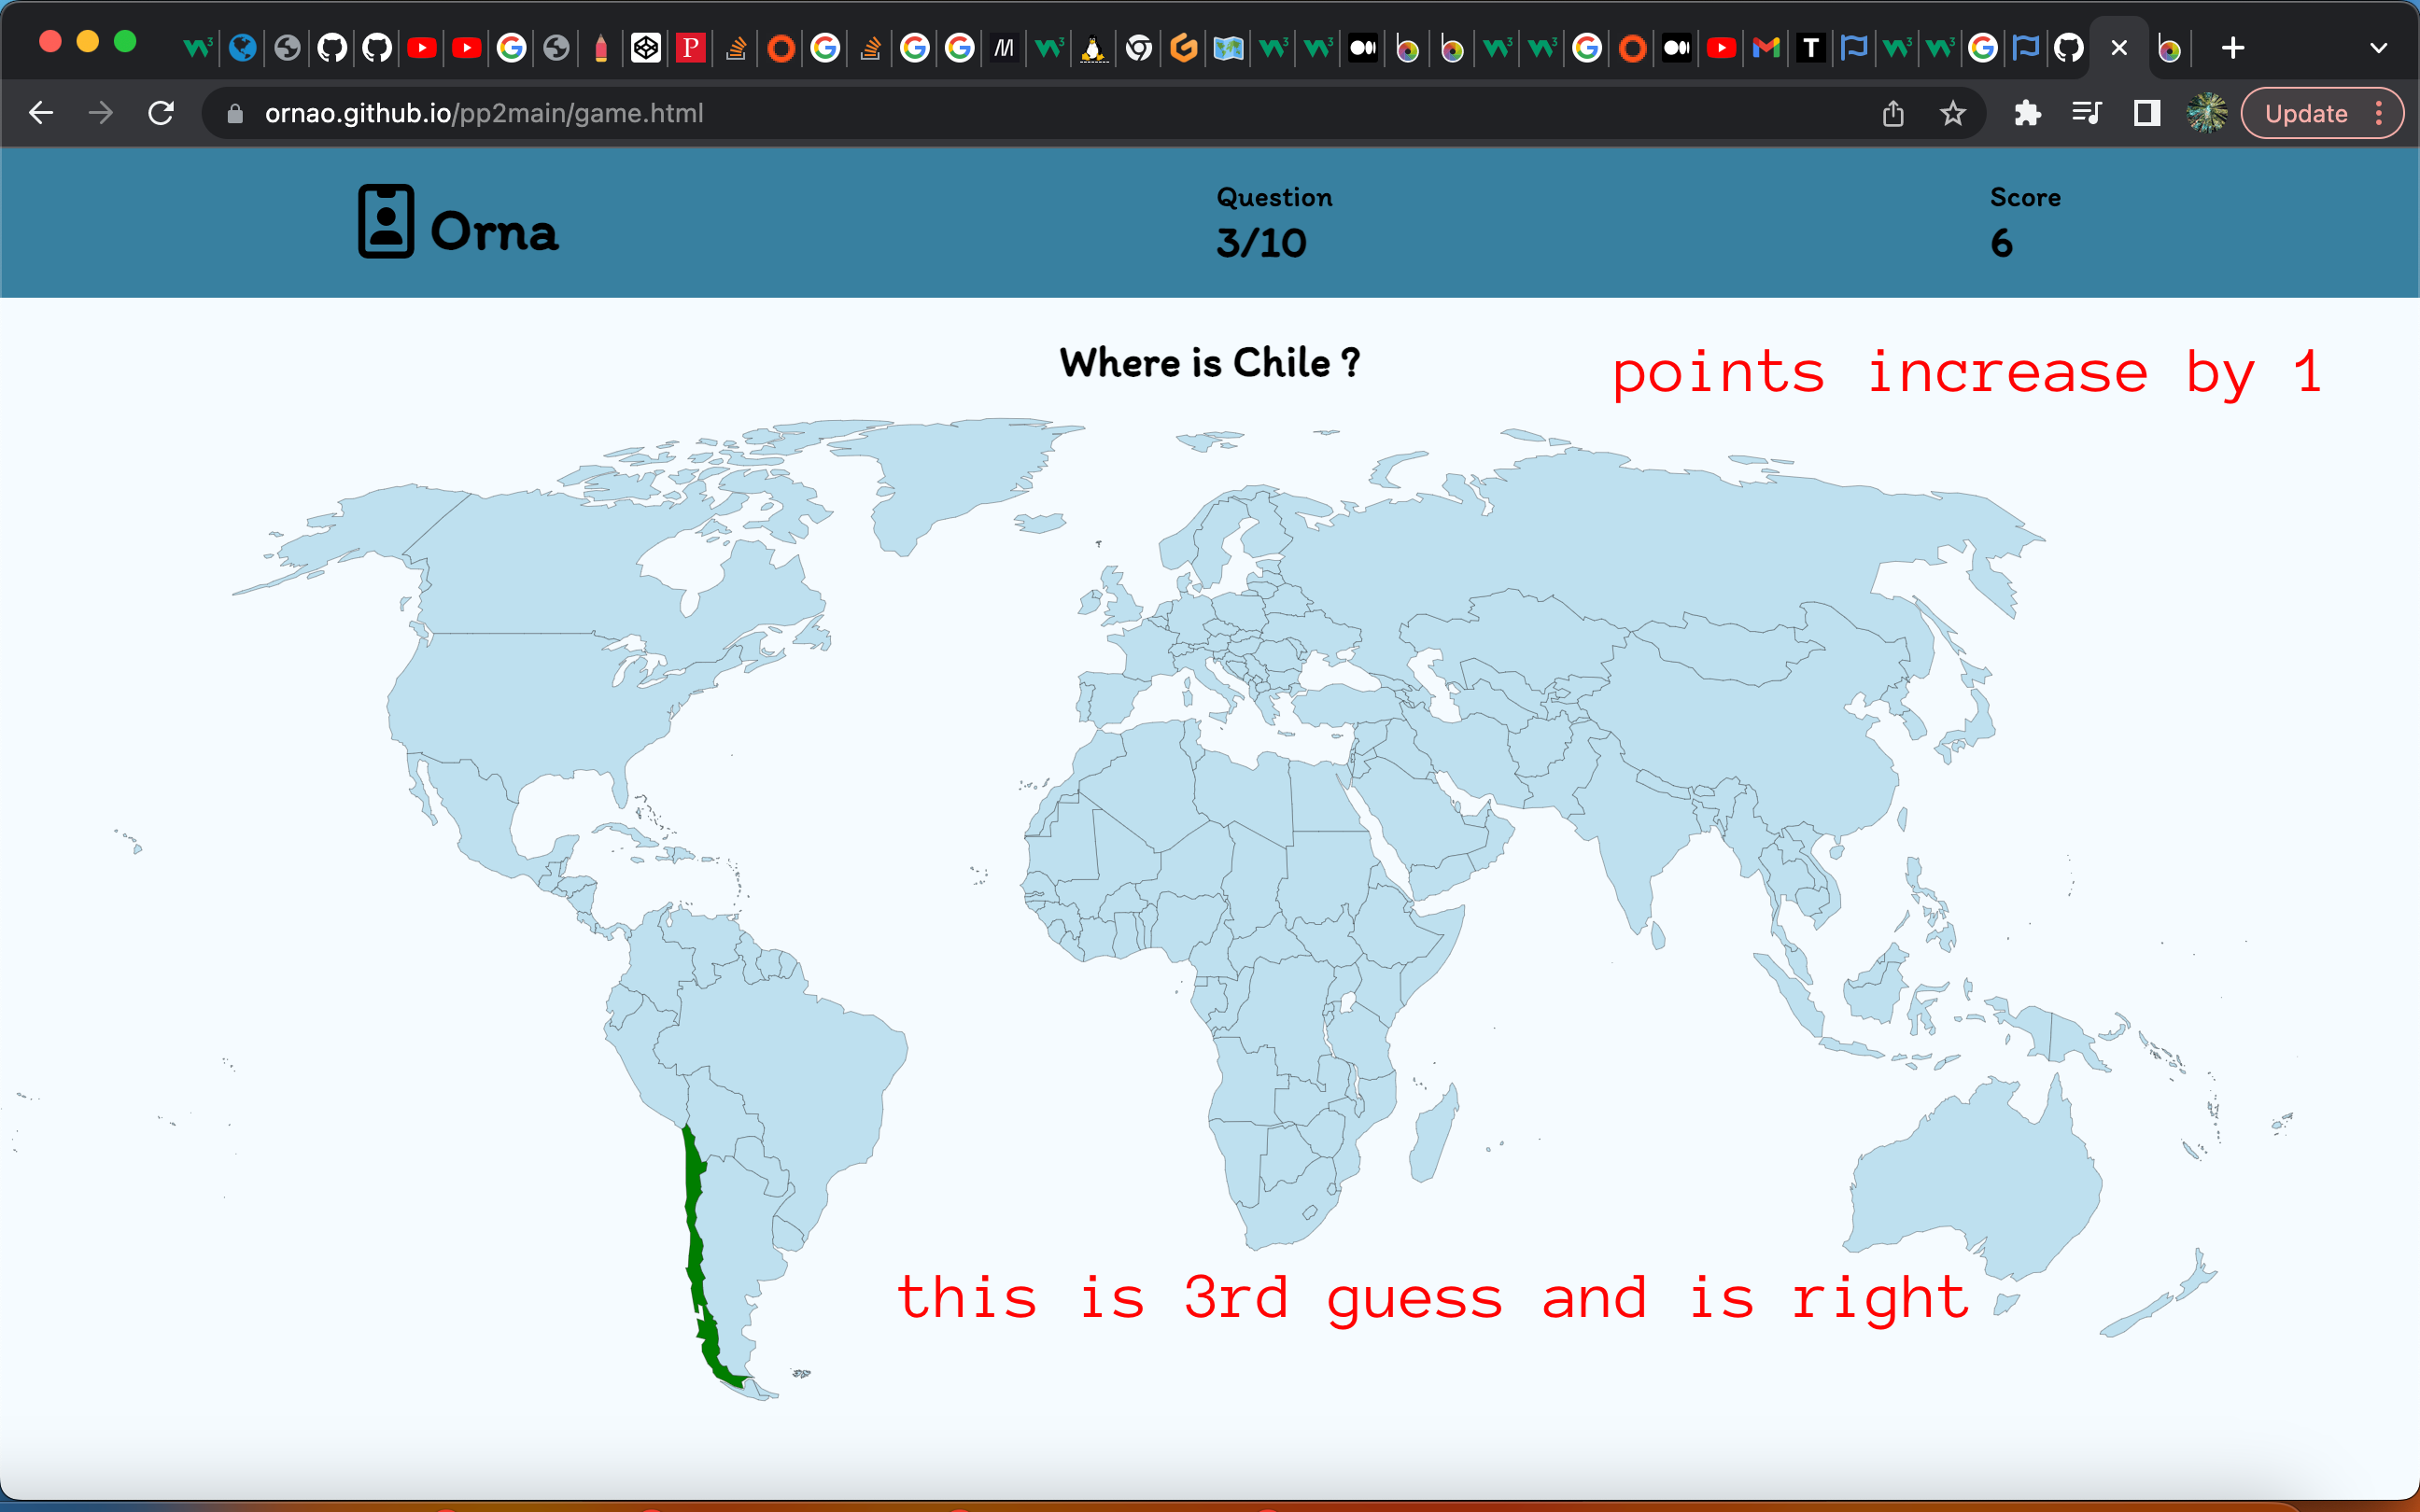 ornao.github.io/pp2main/game.html
Update
Orna
Question
3/10
Score
6
Where is Chile ?
points increase by 1
this is 3rd guess and is right